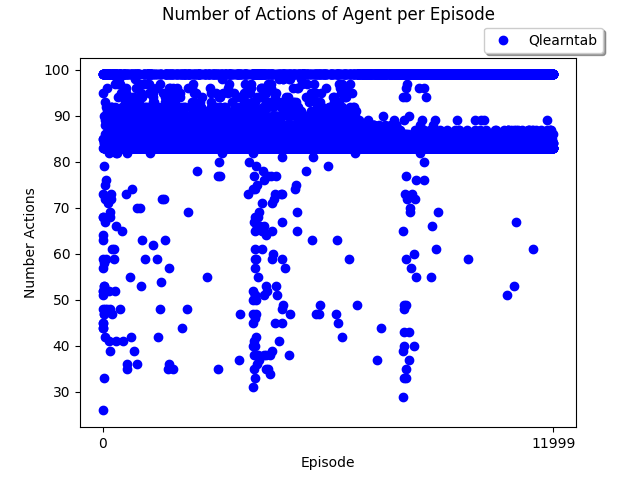 Number of Actions of Agent per Episode
Qlearntab
100
90
80
70
60
50
40
30
Number Actions
0 11999
Episode